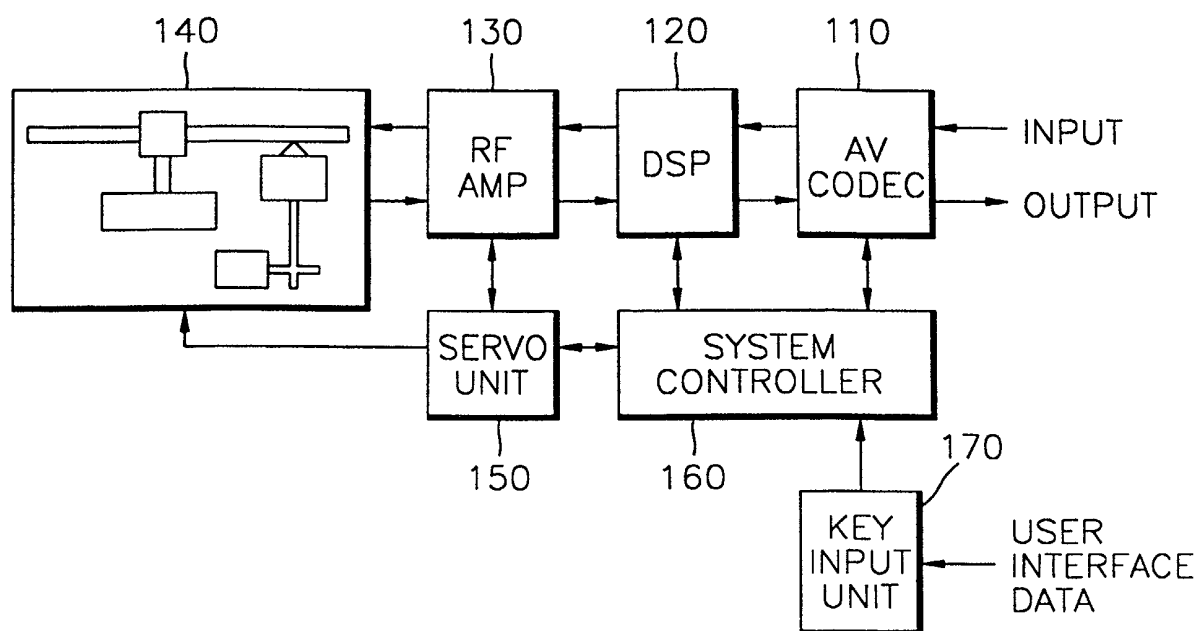 140
130
120
110
RF
AMP
DSP
AV
CODEC
INPUT
OUTPUT
SERVO
UNIT
SYSTEM
CONTROLLER
150
160
170
KEY
INPUT
UNIT
USER
INTERFACE
DATA